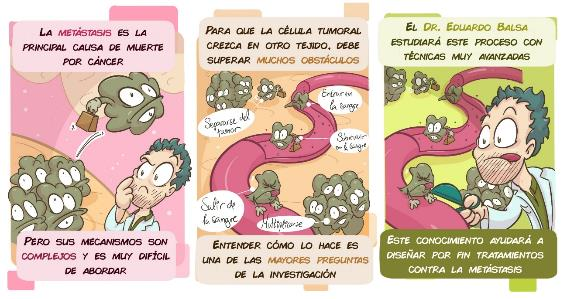 La metástasis es la
principal causa de muerte
por cáncer
Pero sus mecanismos son
complejos y es muy difícil
de abordar
Para que la célula tumoral
crezca en otro tejido, debe
superar muchos obstáculos
Entrar en
la sangre
Separarse del
tumor
Sobrevivir
en la sangre
Salir de
la sangre
Multiplicarse
Entender cómo lo hace es
una de las mayores preguntas
de la investigación
El Dr. Eduardo Balsa
estudiará este proceso con
técnicas muy avanzadas
Este conocimiento ayudará a
diseñar por fin tratamientos
contra la metástasis